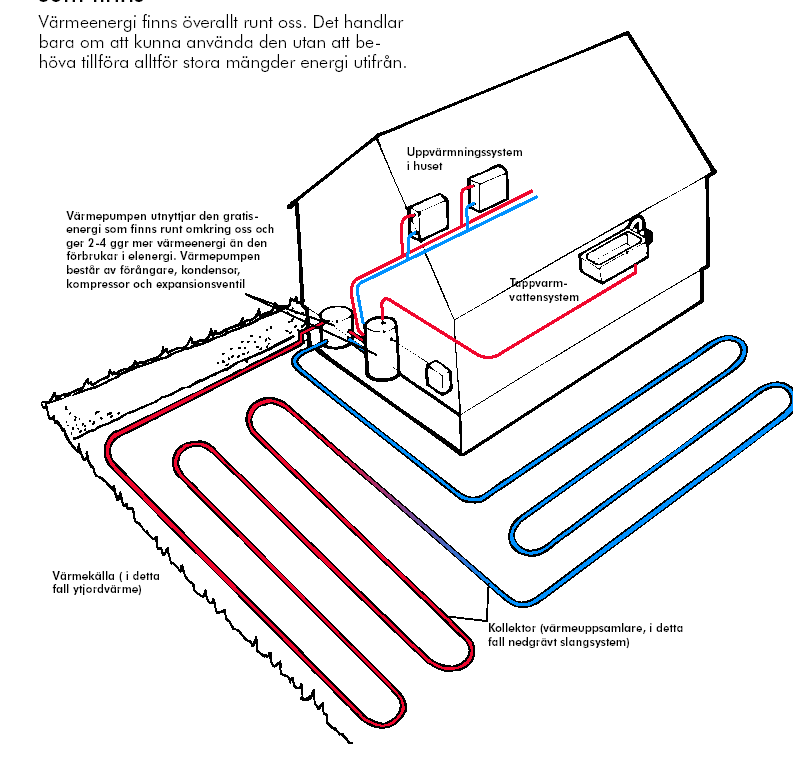 som finns
Värmeenergi finns överallt runt oss. Det handlar
bara om att kunna använda den utan att be-
höva tillföra alltför stora mängder energi utifrån.
Uppvärmningssystem
i huset
Värmepumpen utnyttjar den gratis-
energi som finns runt omkring oss och
ger 2-4 ggr mer värmeenergi än den
förbrukar i elenergi. Värmepumpen
består av förångare, kondensor,
kompressor och expansionsventil
Tappvarm-
vattensystem
Värmekälla ( i detta
fall ytjordvärme)
Kollektor (värmeuppsamlare, i detta
fall nedgrävt slangsystem)